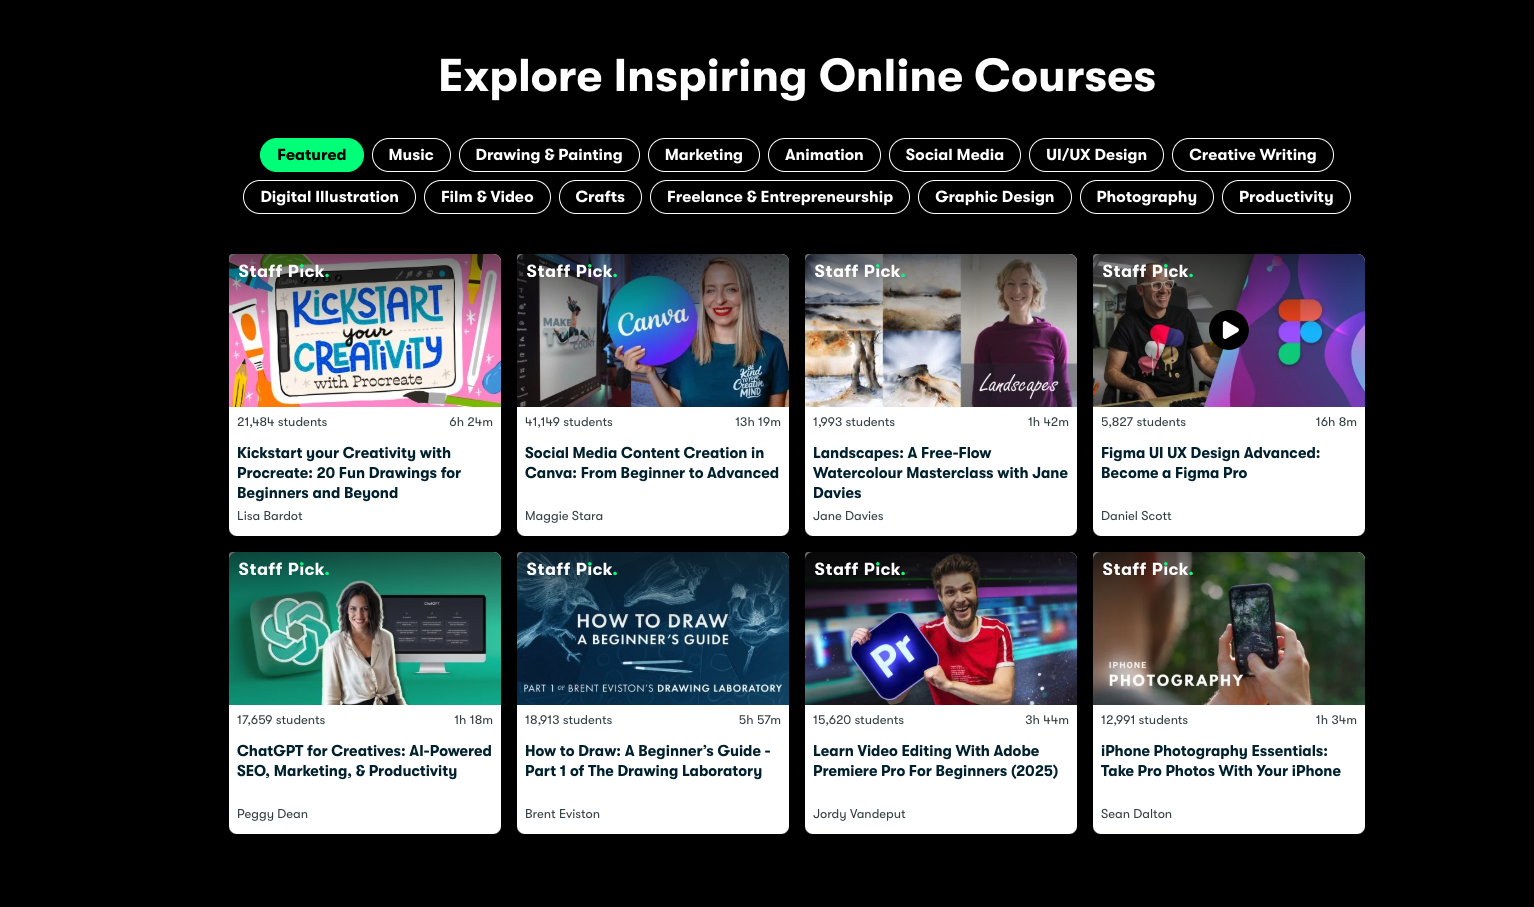 Explore Inspiring Online Courses
Featured
Music
Drawing & Painting
Marketing
Animation
Social Media
UI/UX Design
Creative Writing
Digital Illustration
Film & Video
Crafts
Freelance & Entrepreneurship
Graphic Design
Photography
Productivity
Staff Pick.
KICKSTART
your
CREATIVITY
with Procreate
21,484 students
6h 24m
Kickstart your Creativity with
Procreate: 20 Fun Drawings for
Beginners and Beyond
Lisa Bardot
Staff Pick.
MAKE
Canva
MIND
41,149 students
13h 19m
Social Media Content Creation in
Canva: From Beginner to Advanced
Maggie Stara
Staff Pick.
Landscapes
1,993 students
1h 42m
Landscapes: A Free-Flow
Watercolour Masterclass with Jane
Davies
Jane Davies
Staff Pick.
5,827 students
16h 8m
Figma UI UX Design Advanced:
Become a Figma Pro
Daniel Scott
Staff Pick.
17,659 students
1h 18m
ChatGPT for Creatives: AI-Powered
SEO, Marketing, & Productivity
Peggy Dean
Staff Pick.
HOW TO DRAW
A BEGINNER'S GUIDE
PART 1 OF BRENT EVISTON'S DRAWING LABORATORY
18,913 students
5h 57m
How to Draw: A Beginner's Guide -
Part 1 of The Drawing Laboratory
Brent Eviston
Staff Pick.
Pr
15,620 students
3h 44m
Learn Video Editing With Adobe
Premiere Pro For Beginners (2025)
Jordy Vandeput
Staff Pick.
IPHONE
PHOTOGRAPHY
12,991 students
1h 34m
iPhone Photography Essentials:
Take Pro Photos With Your iPhone
Sean Dalton